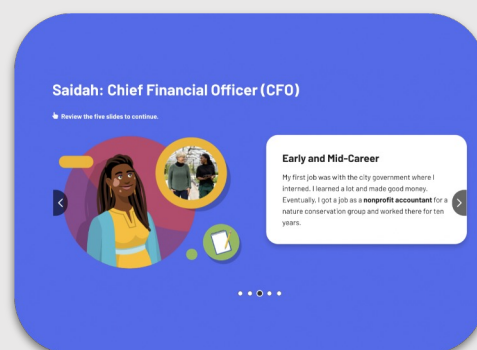 Saidah: Chief Financial Officer (CFO)
Review the five slides to continue.
Early and Mid-Career
My first job was with the city government where I
interned. I learned a lot and made good money.
Eventually, I got a job as a nonprofit accountant for a
nature conservation group and worked there for ten
years.